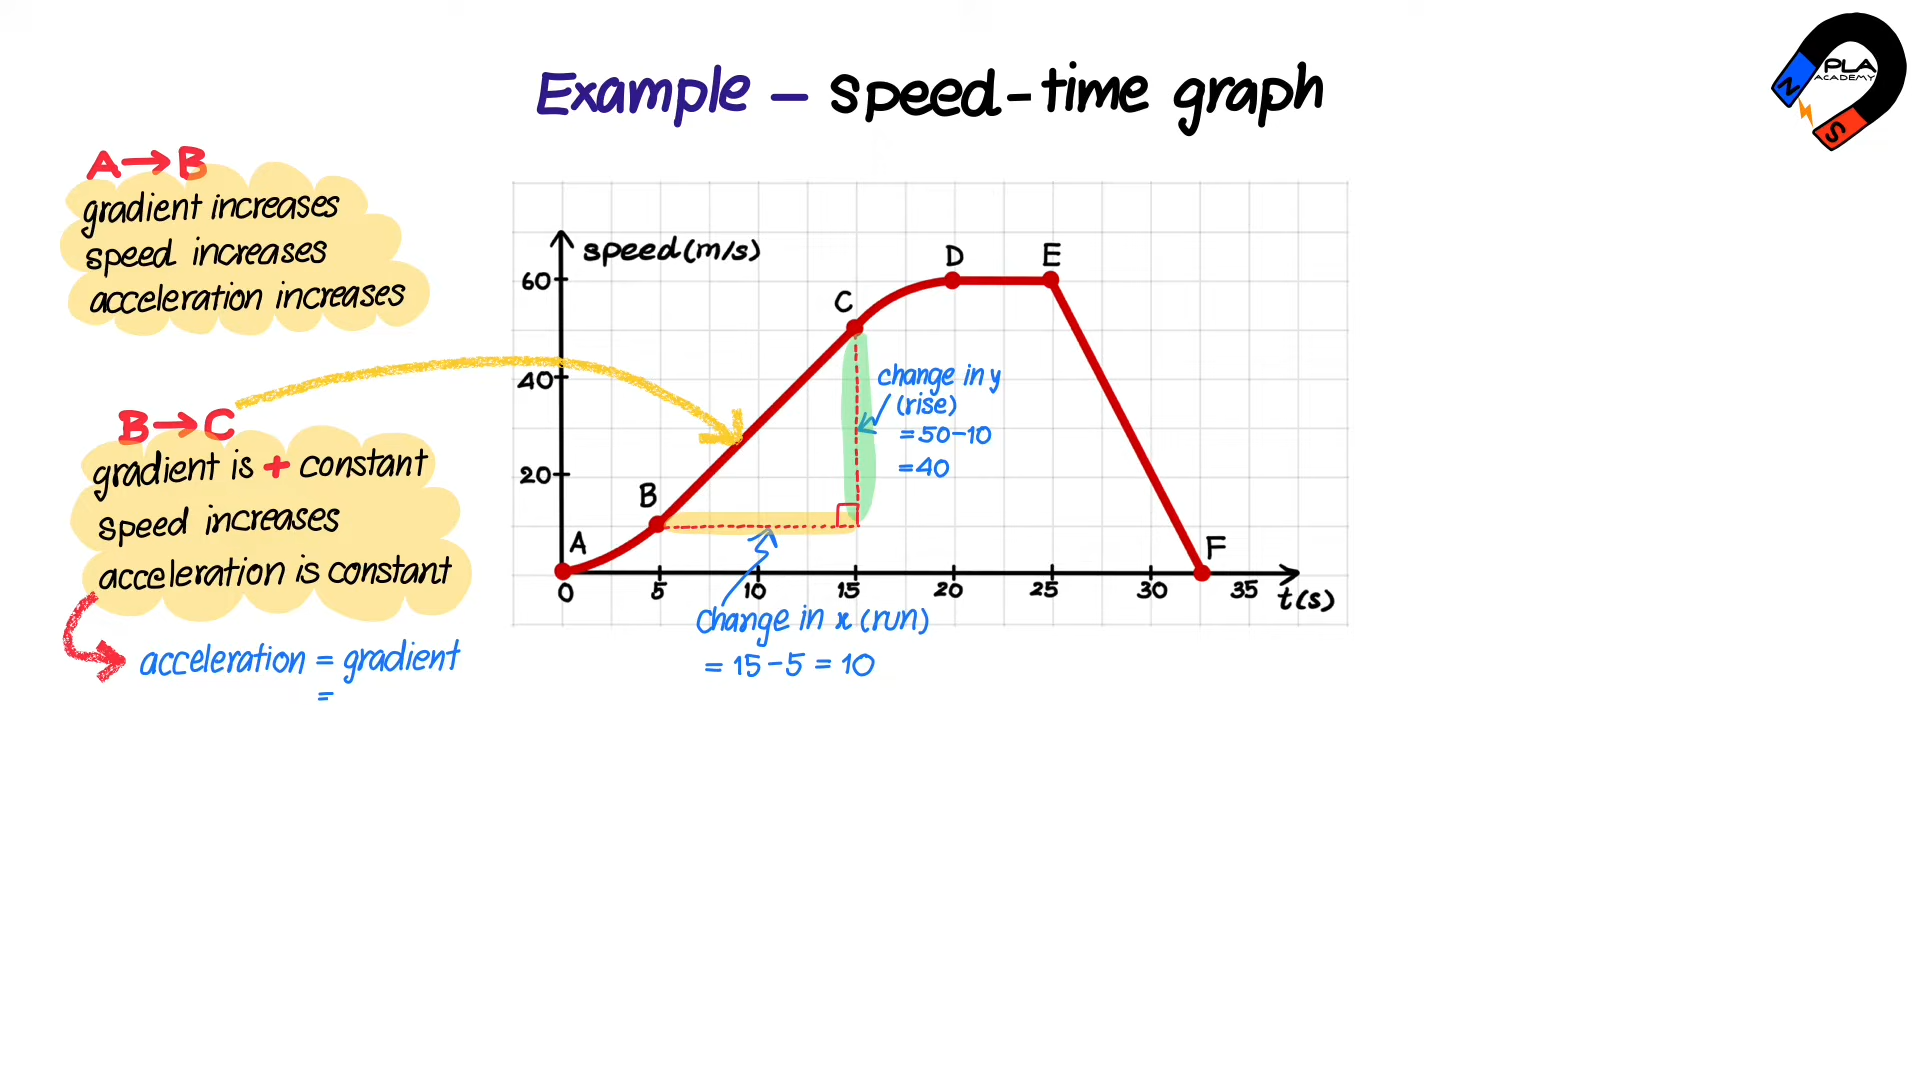 Example – speed-time graph
PLA
ACADEMY
N
S
A→B
gradient increases
speed increases
acceleration increases
B→C
gradient is + constant
speed increases
acceleration is constant
acceleration = gradient
=
speed(m/s)
60
40
20
A
B
C
D
E
F
change in y
(rise)
=50-10
=40
0 5 10 15 20 25 30 35
t(s)
change in x (run)
= 15-5 = 10